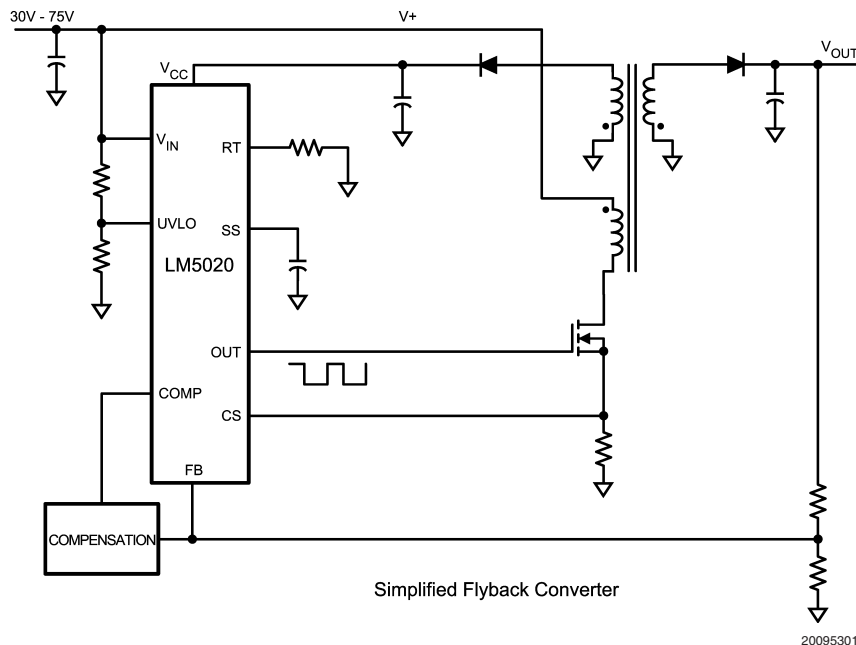 30V - 75V
V+
VCC
VOUT
VIN
RT
UVLO
SS
LM5020
OUT
COMP
CS
FB
COMPENSATION
Simplified Flyback Converter
20095301